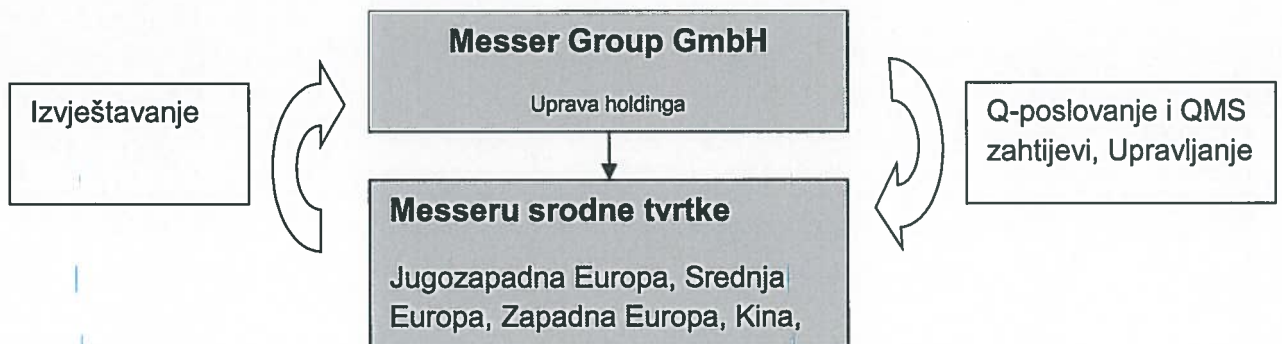 Messer Group GmbH
Uprava holdinga
Izvještavanje
Q-poslovanje i QMS
zahtijevi, Upravljanje
Messeru srodne tvrtke
Jugozapadna Europa, Srednja
Europa, Zapadna Europa, Kina,